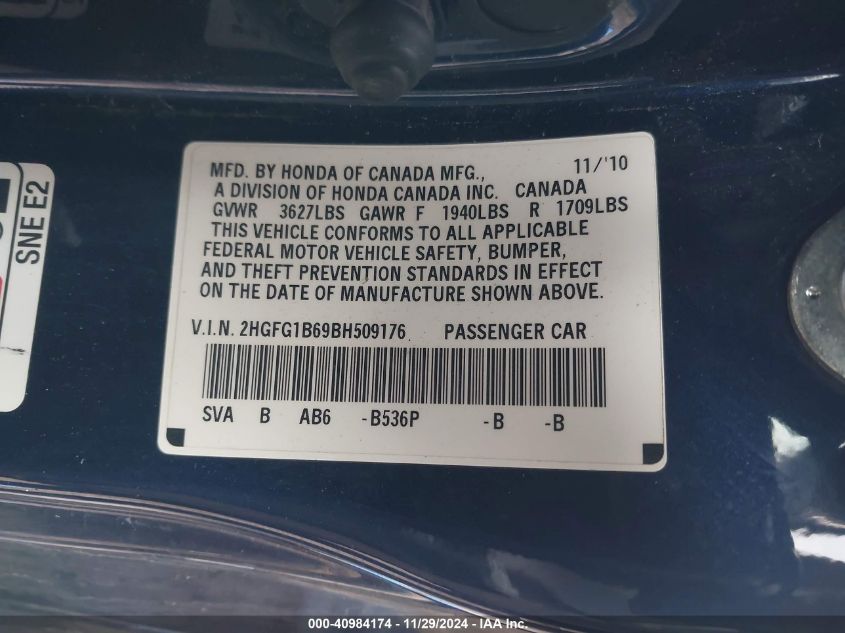 MFD. BY HONDA OF CANADA MFG., 11/'10
A DIVISION OF HONDA CANADA INC. CANADA
GVWR 3627LBS GAWR F 1940LBS R 1709LBS
THIS VEHICLE CONFORMS TO ALL APPLICABLE
FEDERAL MOTOR VEHICLE SAFETY, BUMPER,
AND THEFT PREVENTION STANDARDS IN EFFECT
ON THE DATE OF MANUFACTURE SHOWN ABOVE.
V.I.N. 2HGFG1B69BH509176 PASSENGER CAR
SVA B AB6 -B536P -B -B
SNE E2
000-40984174 - 11/29/2024 - IAA Inc.